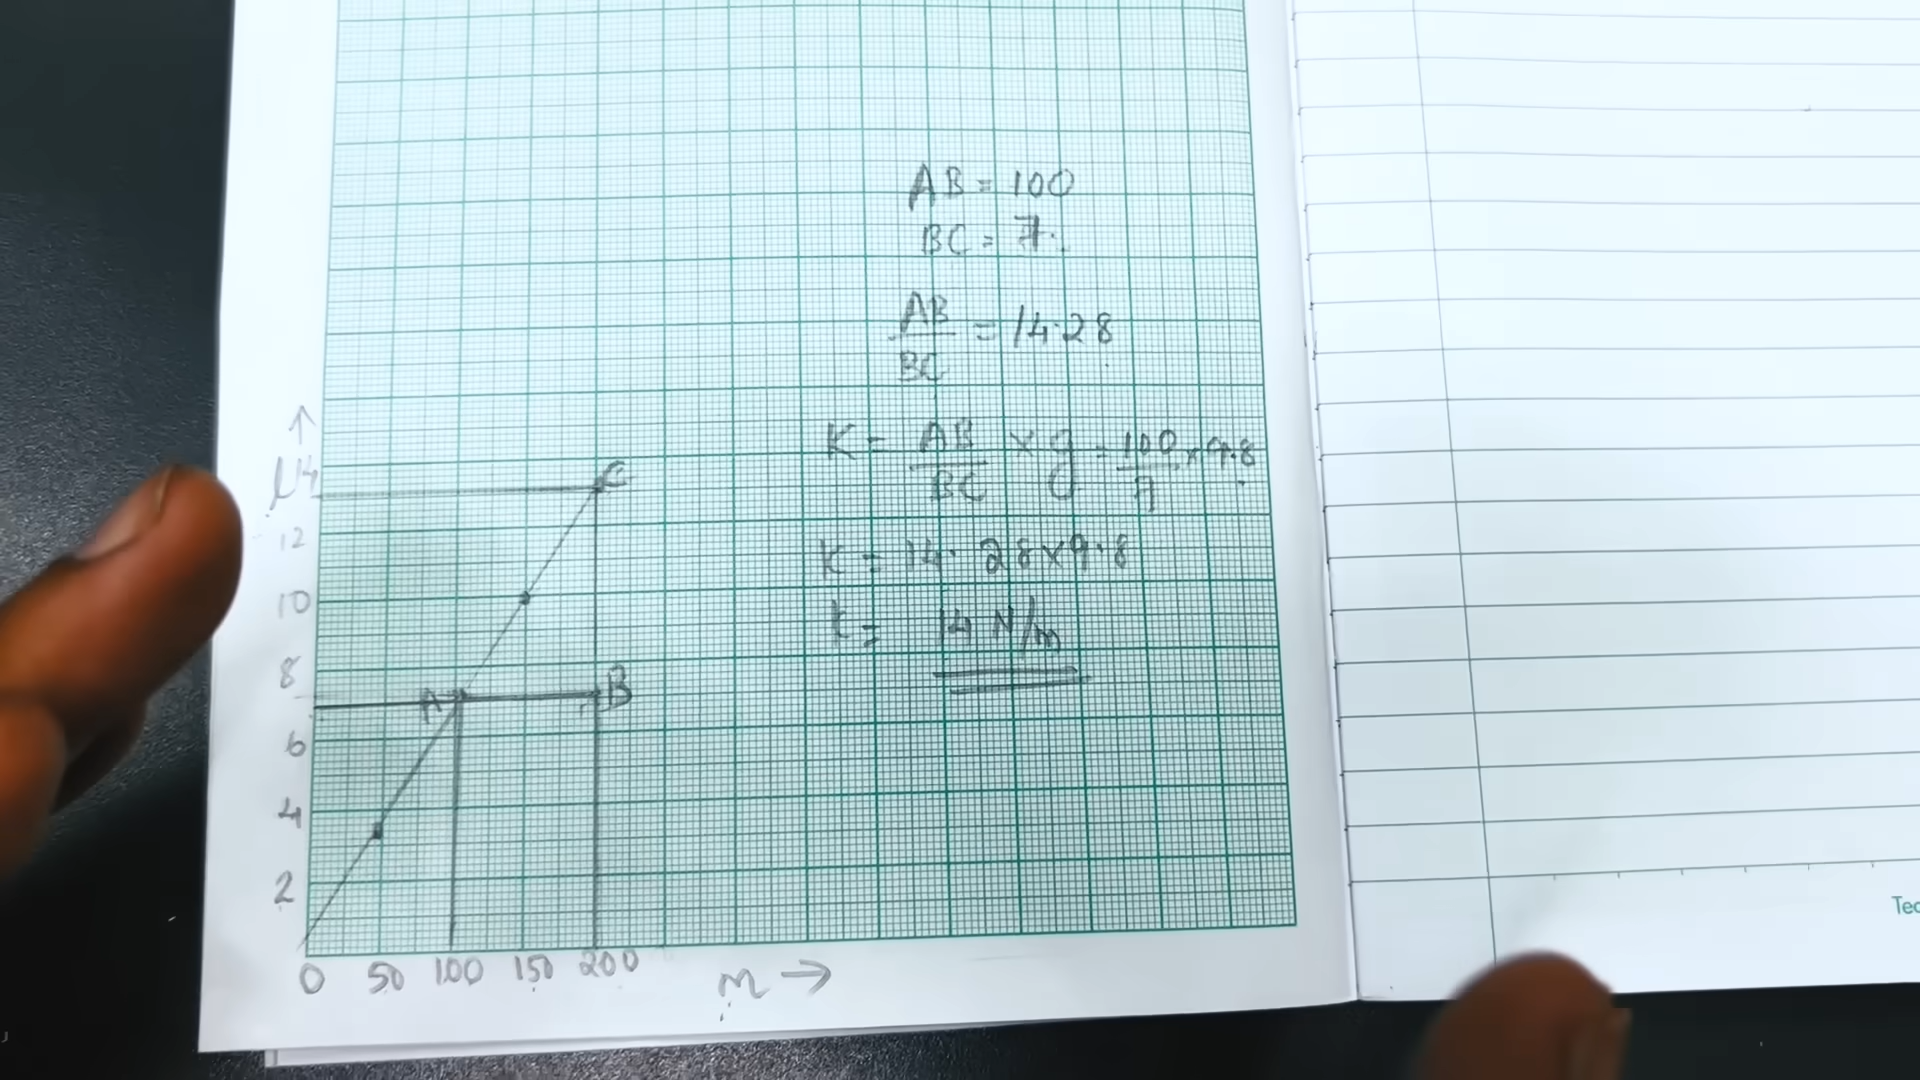 AB = 100
BC = 7.
AB/BC = 14.28
K = AB/BC × g = 100/7 × 9.8
K = 14.28×9.8
K = 14 N/m
↑
l 14
12
10
8
6
4
2
C
A
B
0 50 100 150 200
m →
Tec